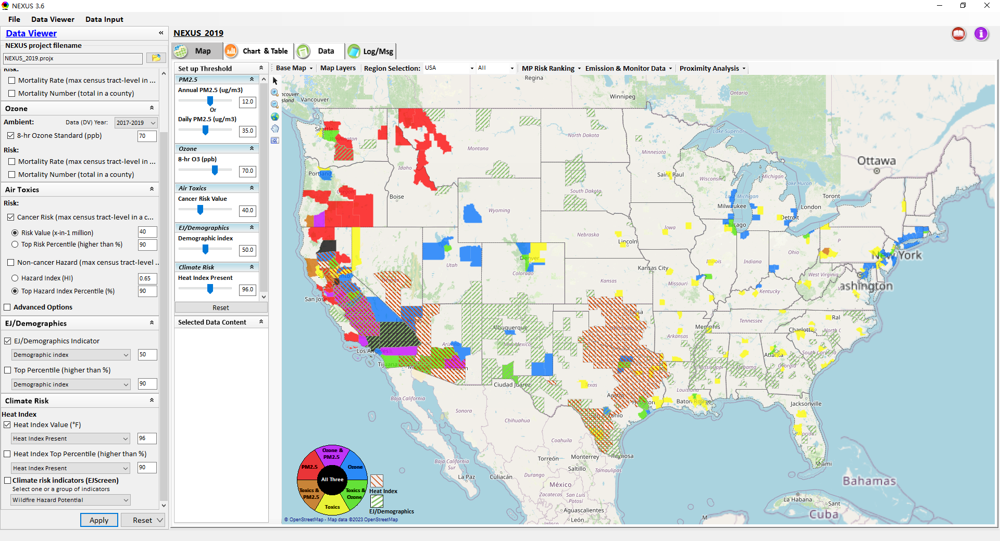 NEXUS 3.6
File Data Viewer Data Input
Data Viewer «
NEXUS project filename
NEXUS_2019.projx
Risk:
Mortality Rate (max census tract-level in ...
Mortality Number (total in a county)
Ozone
Ambient: Data (DV) Year: 2017-2019
8-hr Ozone Standard (ppb) 70
Risk:
Mortality Rate (max census tract-level in ...
Mortality Number (total in a county)
Air Toxics
Risk:
Cancer Risk (max census tract-level in a c...
Risk Value (x-in-1 million) 40
Top Risk Percentile (higher than %) 90
Non-cancer Hazard (max census tract-level ..
Hazard Index (HI) 0.65
Top Hazard Index Percentile (%) 90
Advanced Options
EJ/Demographics
EJ/Demographics Indicator
Demographic index 50
Top Percentile (higher than %)
Demographic index 90
Climate Risk
Heat Index
Heat Index Value (°F)
Heat Index Present 96
Heat Index Top Percentile (higher than %)
Heat Index Present 90
Climate risk indicators (EJScreen)
Select one or a group of indicators
Wildfire Hazard Potential
Apply Reset
NEXUS_2019
Map Chart & Table Data Log/Msg
Set up Threshold
PM2.5
Annual PM2.5 (ug/m3)
12.0
Or
Daily PM2.5 (ug/m3)
35.0
Ozone
8-hr O3 (ppb)
70.0
Air Toxics
Cancer Risk Value
40.0
EJ/Demographics
Demographic index
50.0
Climate Risk
Heat Index Present
96.0
Reset
Selected Data Content
Base Map Map Layers Region Selection: USA All MP Risk Ranking Emission & Monitor Data Proximity Analysis
Regina
Winnipeg
Ontario
ncouver
sland
Vancouver
Seattle
Washington
Montana
North Dakota
Lake Superior
Minnesota
Ottawa
Portland
Idaho
Saint Paul
Wisconsin
Michigan
Lake Huron
Oregon
Boise
South Dakota
Lake Michigan
Toront
Wyoming
Milwaukee
London
Detroit
Chicago
Iowa
Nebraska
Lincoln
P
Ohio
New York
Denver
Utah
Colorado
Illinois
Indiana
Kansas City
West Virginia
Nevada
Kansas
Missouri
ashington
Kentucky
San Jose
Las Vegas
Tulsa
Ral
Albuquerque
Memphis
Tennessee
Charlotte
North C
Arkansas
Arizona
New Mexico
Los Angeles
Atlanta
South Carolina
Tijuana
Tucson
Mississippi
Alabama
Georgia
Ciudad Juárez
Texas
Louisiana
Austin
Houston
Baton Rouge
Jacksonville
Baja California
Sonora
San Antonio
Chihuahua
Florida
Coahuila
Torreón
Monterrey
Reynosa
Miami
Saltillo
Baja California
Sur
La Paz
Culiacán
Durango
Tamaulipas
Bahamas
México
Zacatecas
San Luis
Potosí
La Habana
Sant
Aguascalientes
Cuba
León
Jalisco
M
Ozone &
PM2.5
PM2.5
Ozone
All Three
Toxics &
PM2.5
Toxics &
Ozone
Toxics
Heat Index
EJ/Demographics
© OpenStreetMap - Map data ©2023 OpenStreetMap